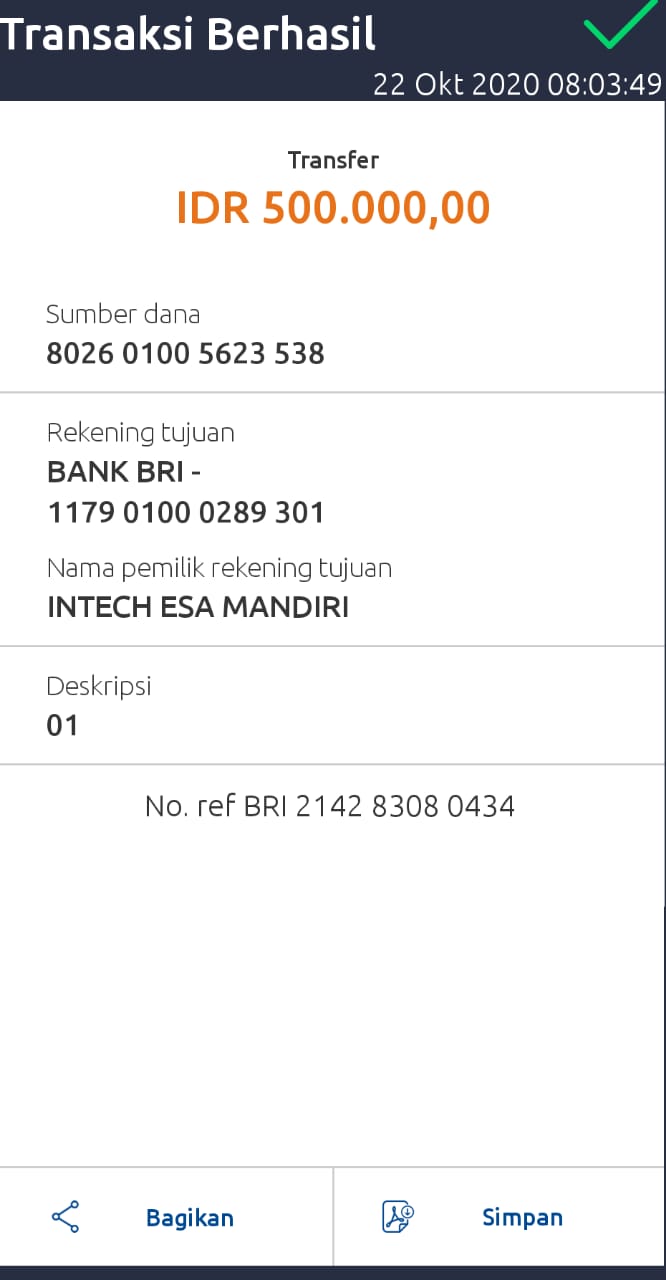 Transaksi Berhasil
22 Okt 2020 08:03:49
Transfer
IDR 500.000,00
Sumber dana
8026 0100 5623 538
Rekening tujuan
BANK BRI -
1179 0100 0289 301
Nama pemilik rekening tujuan
INTECH ESA MANDIRI
Deskripsi
01
No. ref BRI 2142 8308 0434
Bagikan
Simpan